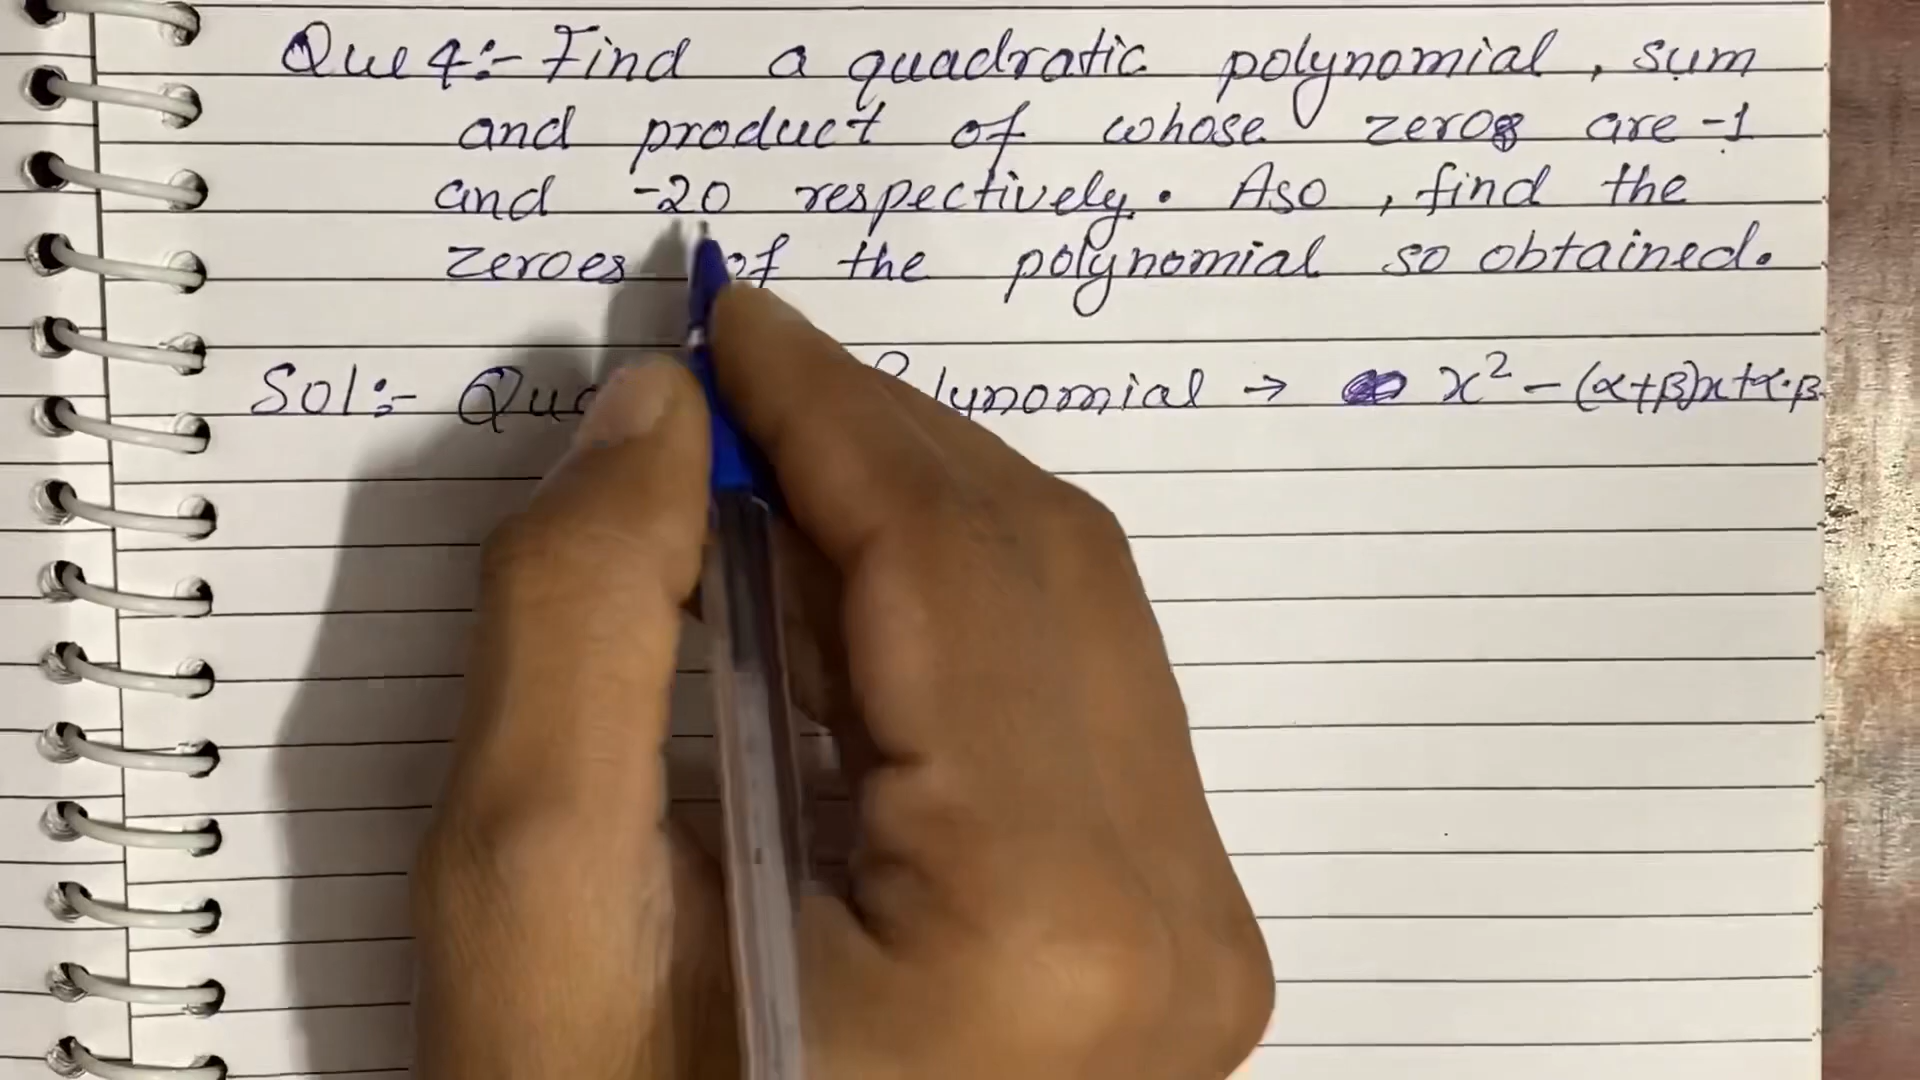 Que 4:- Find a quadratic polynomial, sum
and product of whose zeros are -1
and -20 respectively. Aso, find the
zeroes of the polynomial so obtained.
Sol:- lynomial → x² - (α+β)x+α·β